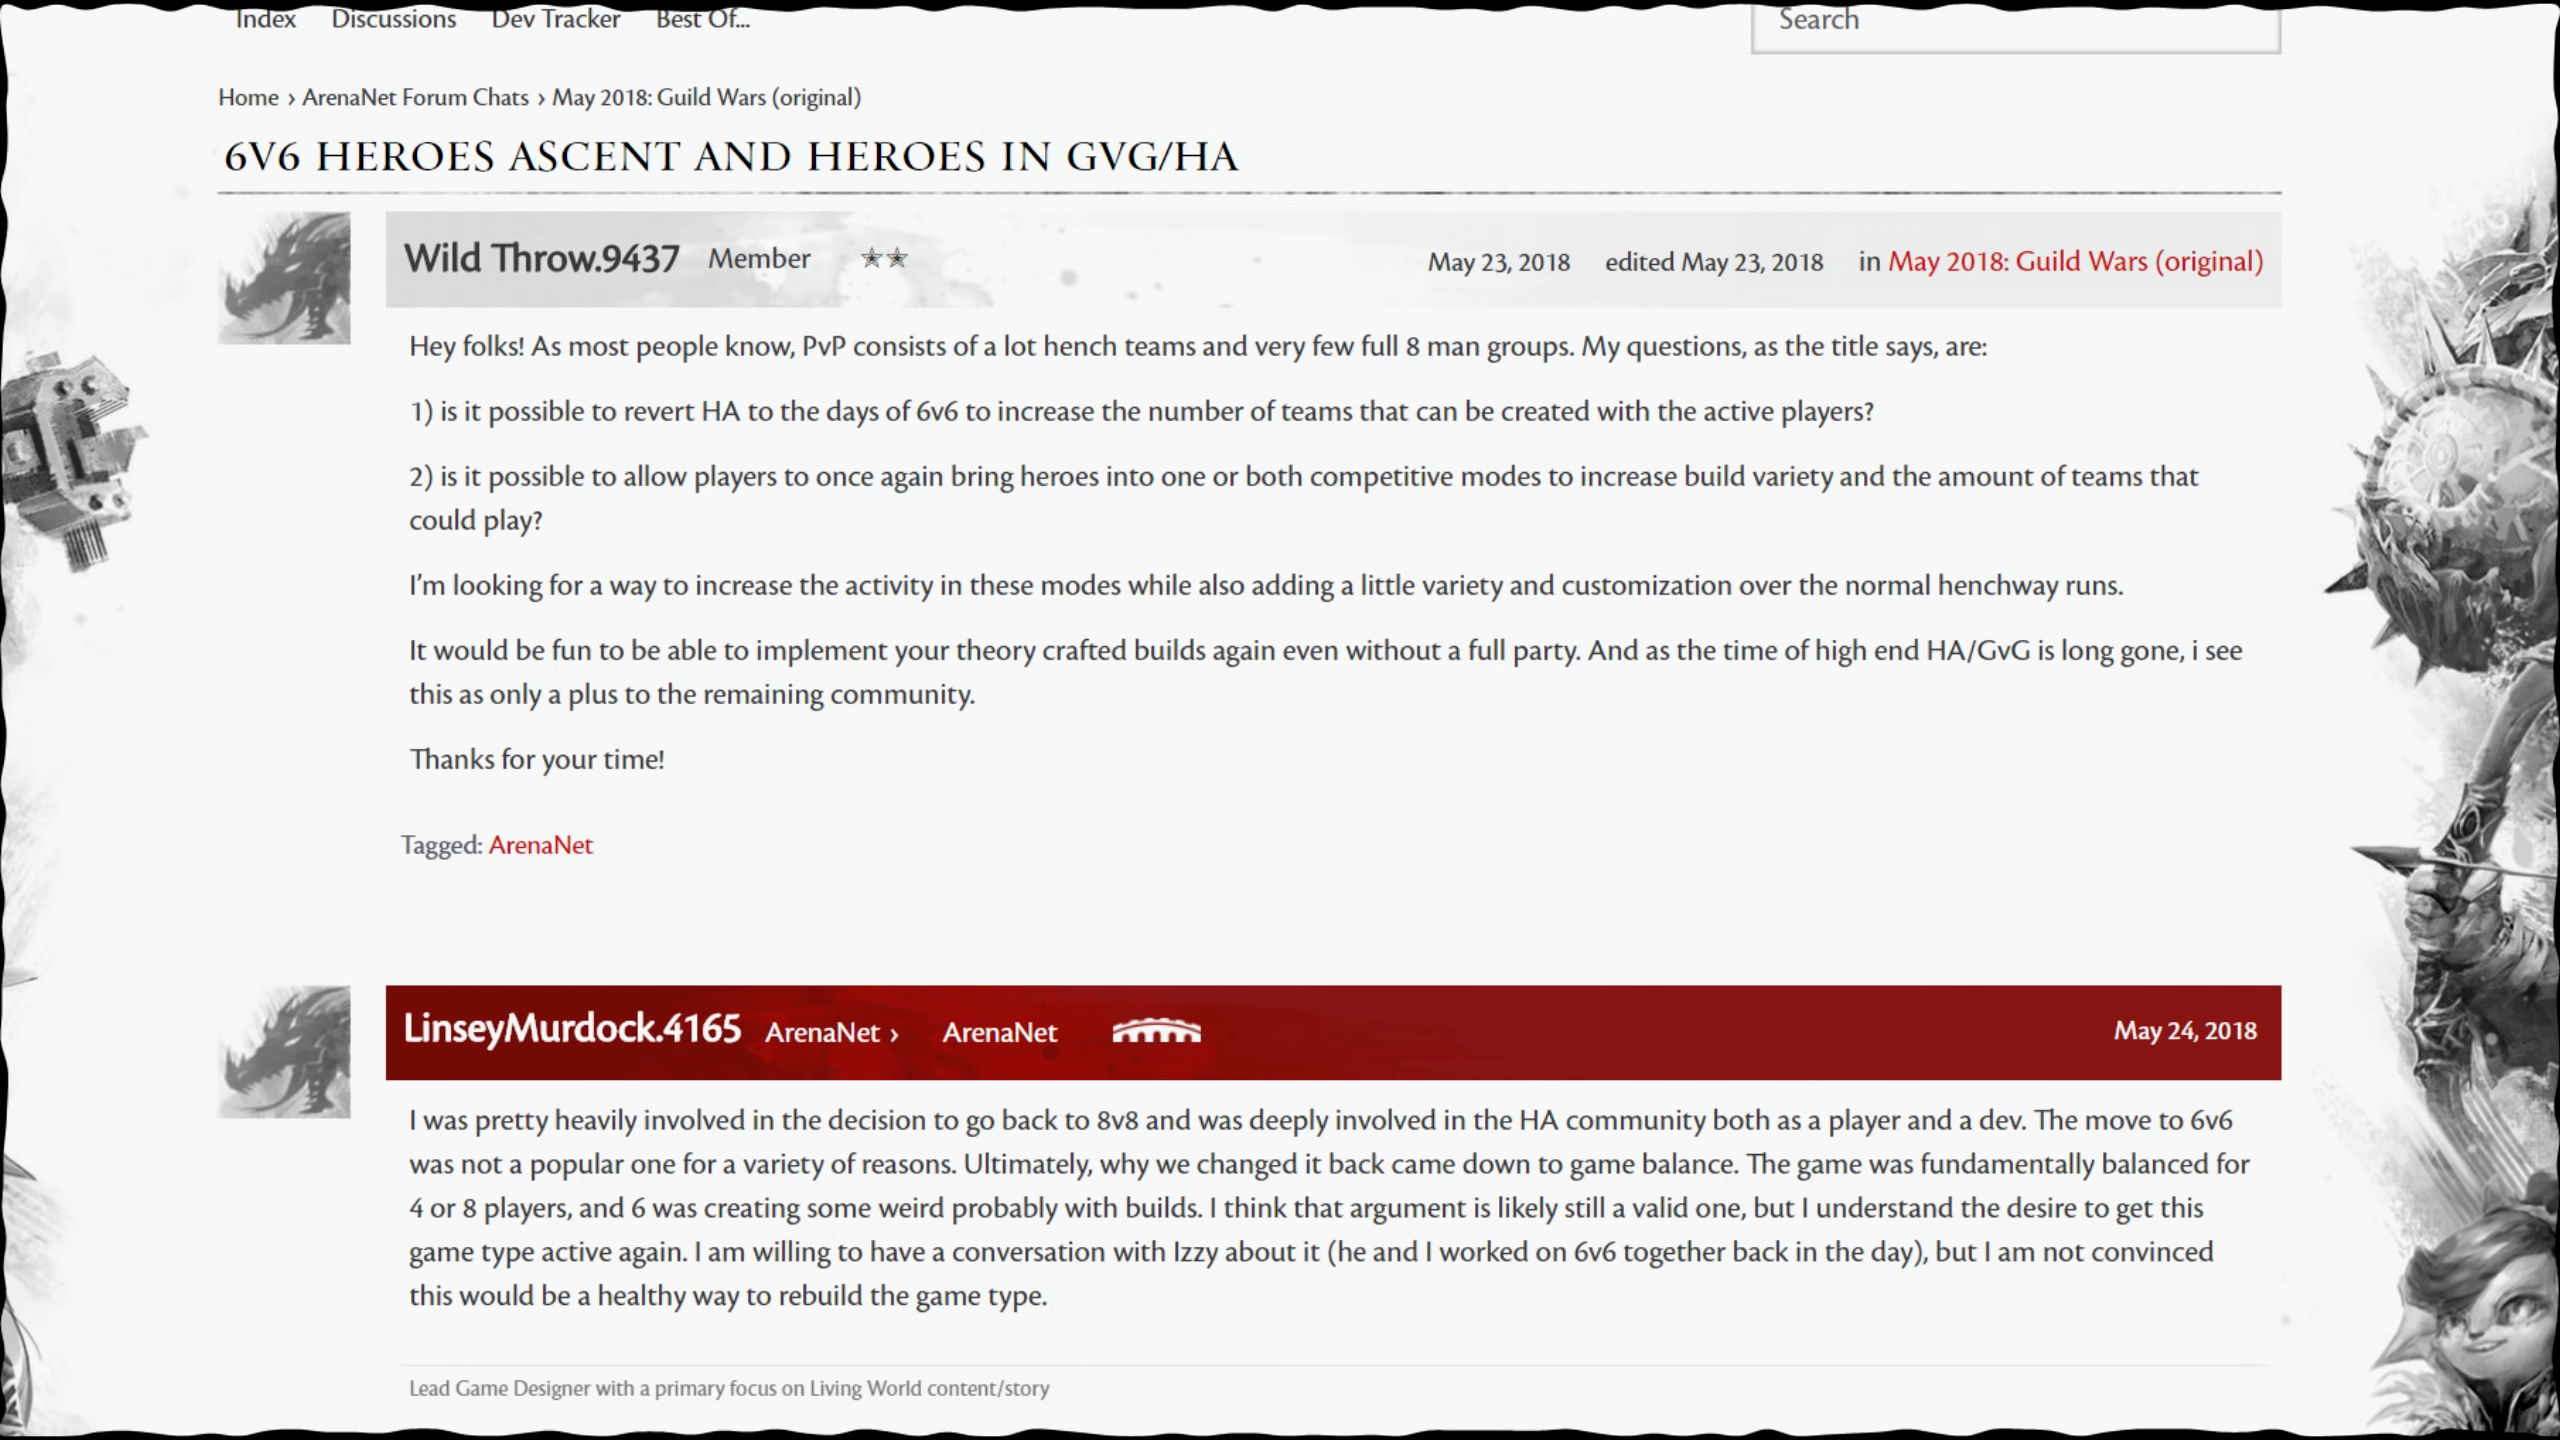 Index Discussions Dev Tracker Best Of...
Search
Home › ArenaNet Forum Chats › May 2018: Guild Wars (original)
6V6 HEROES ASCENT AND HEROES IN GVG/HA
Wild Throw.9437 Member ☆☆ May 23, 2018 edited May 23, 2018 in May 2018: Guild Wars (original)
Hey folks! As most people know, PvP consists of a lot hench teams and very few full 8 man groups. My questions, as the title says, are:
1) is it possible to revert HA to the days of 6v6 to increase the number of teams that can be created with the active players?
2) is it possible to allow players to once again bring heroes into one or both competitive modes to increase build variety and the amount of teams that
could play?
I'm looking for a way to increase the activity in these modes while also adding a little variety and customization over the normal henchway runs.
It would be fun to be able to implement your theory crafted builds again even without a full party. And as the time of high end HA/GvG is long gone, i see
this as only a plus to the remaining community.
Thanks for your time!
Tagged: ArenaNet
LinseyMurdock.4165 ArenaNet › ArenaNet May 24, 2018
I was pretty heavily involved in the decision to go back to 8v8 and was deeply involved in the HA community both as a player and a dev. The move to 6v6
was not a popular one for a variety of reasons. Ultimately, why we changed it back came down to game balance. The game was fundamentally balanced for
4 or 8 players, and 6 was creating some weird probably with builds. I think that argument is likely still a valid one, but I understand the desire to get this
game type active again. I am willing to have a conversation with Izzy about it (he and I worked on 6v6 together back in the day), but I am not convinced
this would be a healthy way to rebuild the game type.
Lead Game Designer with a primary focus on Living World content/story